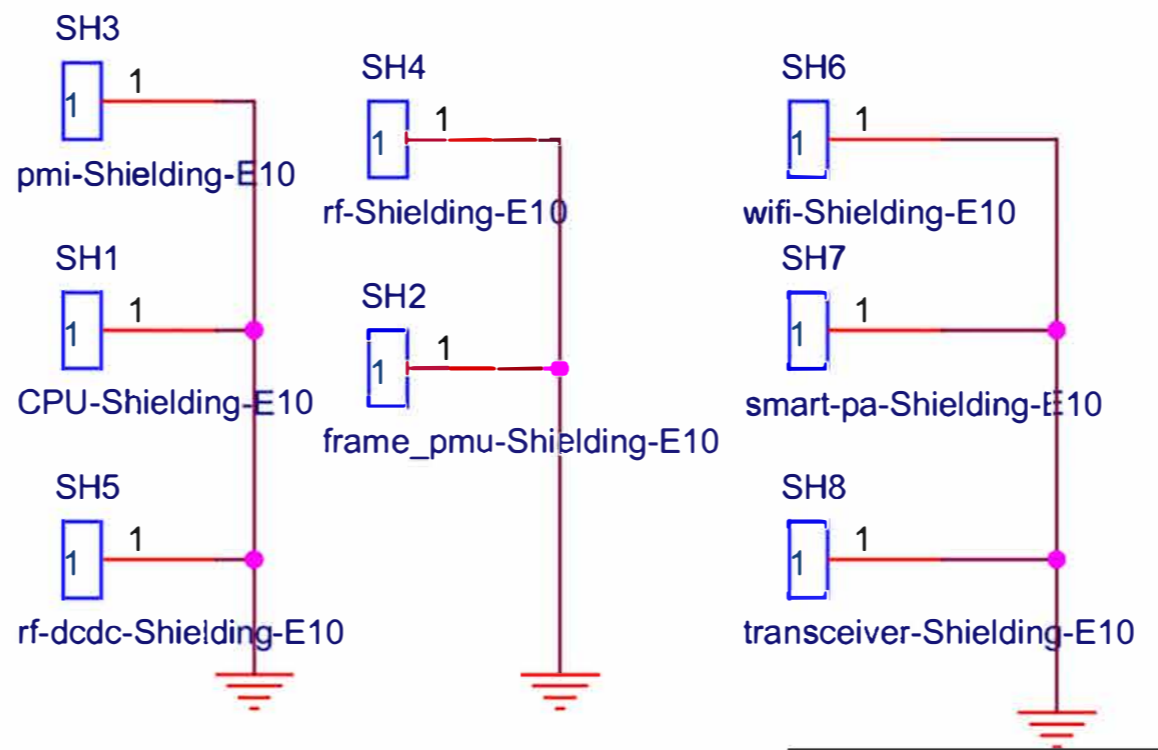 SH3
1
1
pmi-Shielding-E10
SH1
1
1
CPU-Shielding-E10
SH5
1
1
rf-dcdc-Shielding-E10
SH4
1
1
rf-Shielding-E10
SH2
1
1
frame_pmu-Shielding-E10
SH6
1
1
wifi-Shielding-E10
SH7
1
1
smart-pa-Shielding-E10
SH8
1
1
transceiver-Shielding-E10